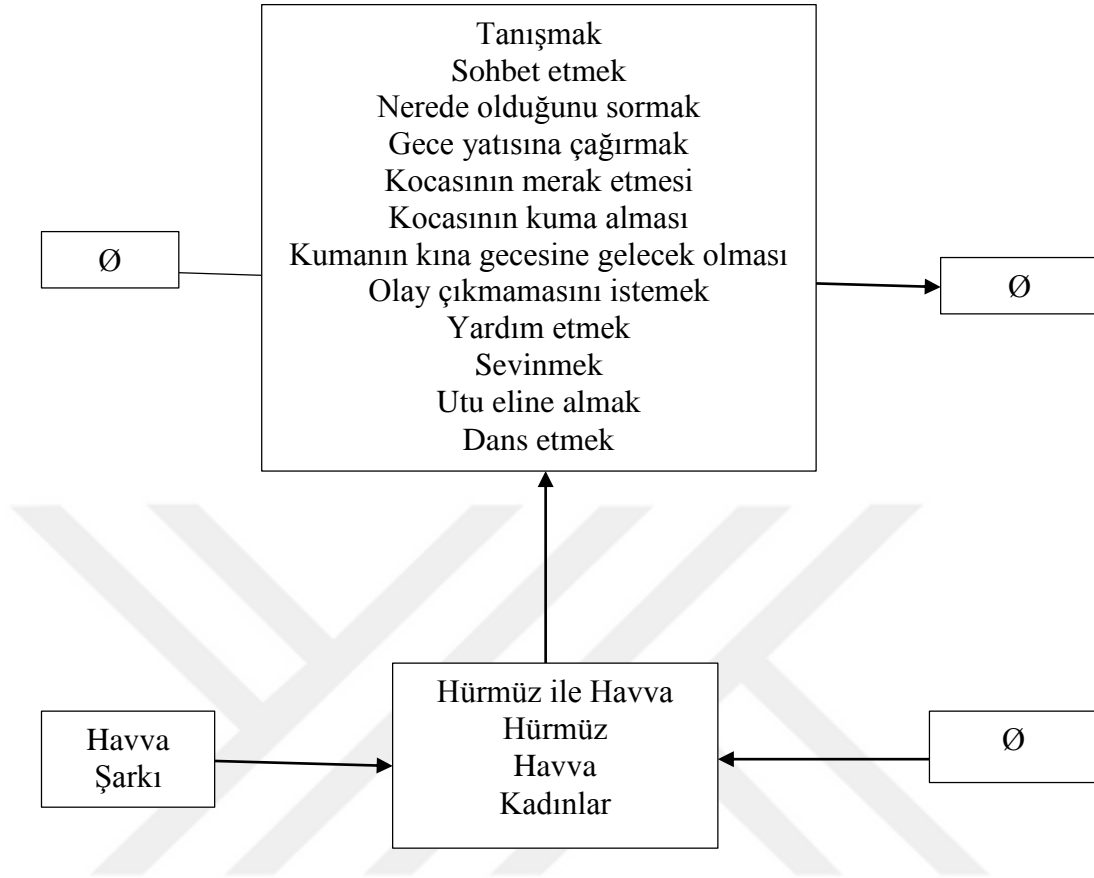 Tanışmak
Sohbet etmek
Nerede olduğunu sormak
Gece yatısına çağırmak
Kocasının merak etmesi
Kocasının kuma alması
Kumanın kına gecesine gelecek olması
Olay çıkmamasını istemek
Yardım etmek
Sevinmek
Utu eline almak
Dans etmek
Ø
Ø
Havva
Şarkı
Hürmüz ile Havva
Hürmüz
Havva
Kadınlar
Ø